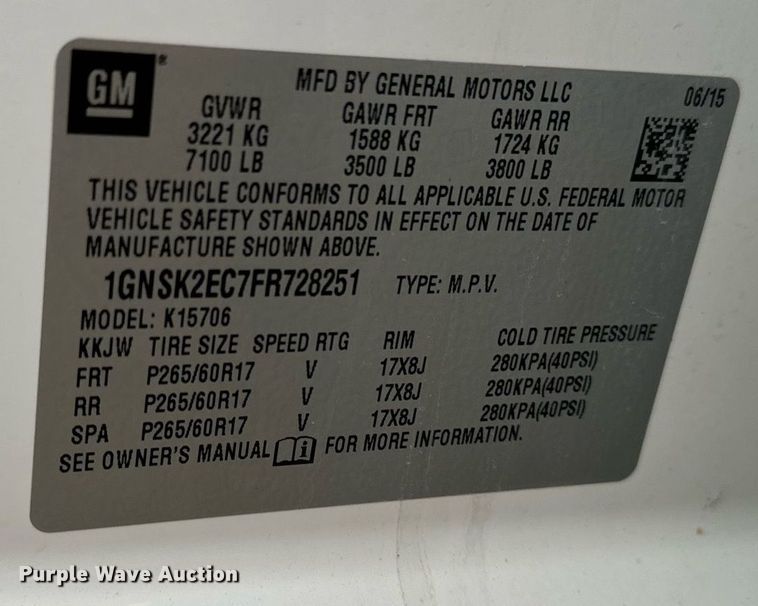 GM ®
MFD BY GENERAL MOTORS LLC 06/15
GVWR GAWR FRT GAWR RR
3221 KG 1588 KG 1724 KG
7100 LB 3500 LB 3800 LB
THIS VEHICLE CONFORMS TO ALL APPLICABLE U.S. FEDERAL MOTOR
VEHICLE SAFETY STANDARDS IN EFFECT ON THE DATE OF
MANUFACTURE SHOWN ABOVE.
1GNSK2EC7FR728251 TYPE: M.P.V.
MODEL: K15706
KKJW TIRE SIZE SPEED RTG RIM COLD TIRE PRESSURE
FRT P265/60R17 V 17X8J 280KPA(40PSI)
RR P265/60R17 V 17X8J 280KPA(40PSI)
SPA P265/60R17 V 17X8J 280KPA(40PSI)
SEE OWNER'S MANUAL i FOR MORE INFORMATION.
Purple Wave Auction